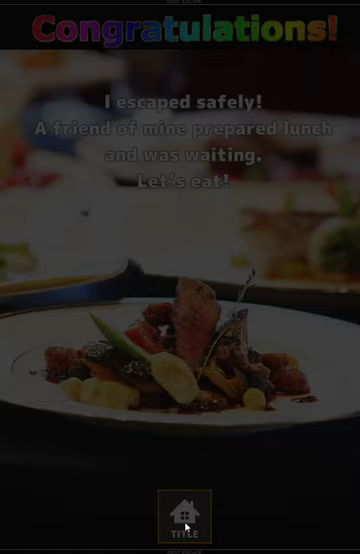 Congratulations!
I escaped safely!
A friend of mine prepared lunch
and was waiting.
Let's eat!
TITLE